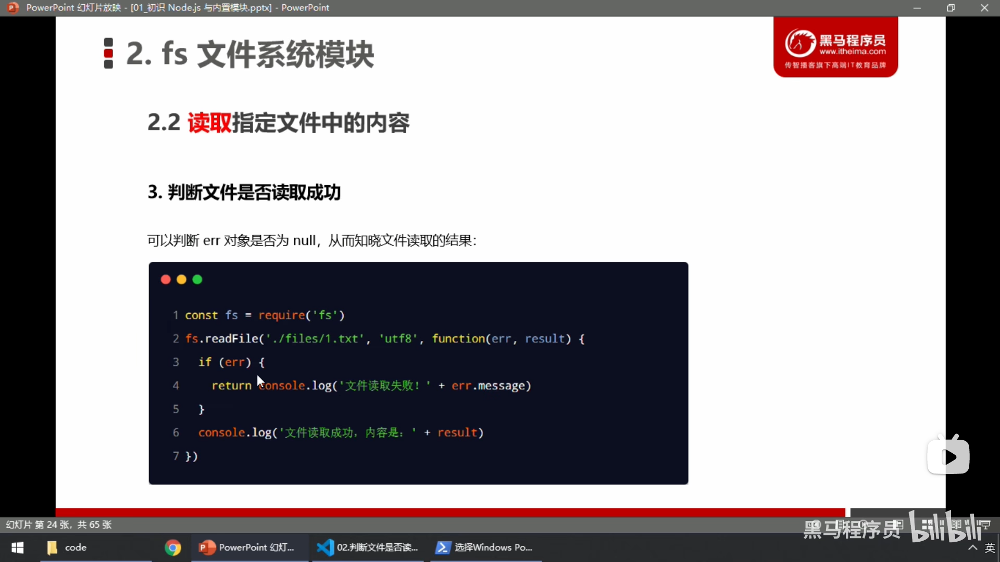 PowerPoint 幻灯片放映 - [01_初识 Node.js 与内置模块.pptx] - PowerPoint
2. fs 文件系统模块
黑马程序员
www.itheima.com
传智播客旗下高端IT教育品牌
2.2 读取指定文件中的内容
3. 判断文件是否读取成功
可以判断 err 对象是否为 null，从而知晓文件读取的结果：
1 const fs = require('fs')
2 fs.readFile('./files/1.txt', 'utf8', function(err, result) {
3 if (err) {
4 return console.log('文件读取失败！' + err.message)
5 }
6 console.log('文件读取成功，内容是：' + result)
7 })
幻灯片 第 24 张，共 65 张
黑马程序员 bilibili
code
PowerPoint 幻灯...
02.判断文件是否读...
选择Windows Po...
英